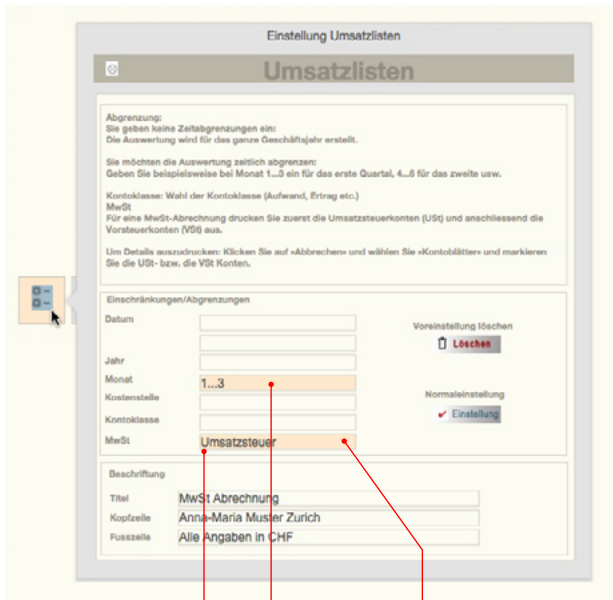 Einstellung Umsatzlisten
Umsatzlisten
Abgrenzung:
Sie geben keine Zeitabgrenzungen ein:
Die Auswertung wird für das ganze Geschäftsjahr erstellt.
Sie möchten die Auswertung zeitlich abgrenzen:
Geben Sie beispielsweise bei Monat 1...3 ein für das erste Quartal, 4...6 für das zweite usw.
Kontoklasse: Wahl der Kontoklasse (Aufwand, Ertrag etc.)
MwSt
Für eine MwSt-Abrechnung drucken Sie zuerst die Umsatzsteuerkonten (USt) und anschliessend die
Vorsteuerkonten (VSt) aus.
Um Details auszudrucken: Klicken Sie auf «Abbrechen» und wählen Sie «Kontoblätter» und markieren
Sie die USt- bzw. die VSt Konten.
Einschränkungen/Abgrenzungen
Datum
Voreinstellung löschen
Löschen
Jahr
Monat 1...3
Kostenstelle
Normaleinstellung
Kontoklasse
Einstellung
MwSt Umsatzsteuer
Beschriftung
Titel MwSt Abrechnung
Kopfzeile Anna-Maria Muster Zurich
Fusszeile Alle Angaben in CHF